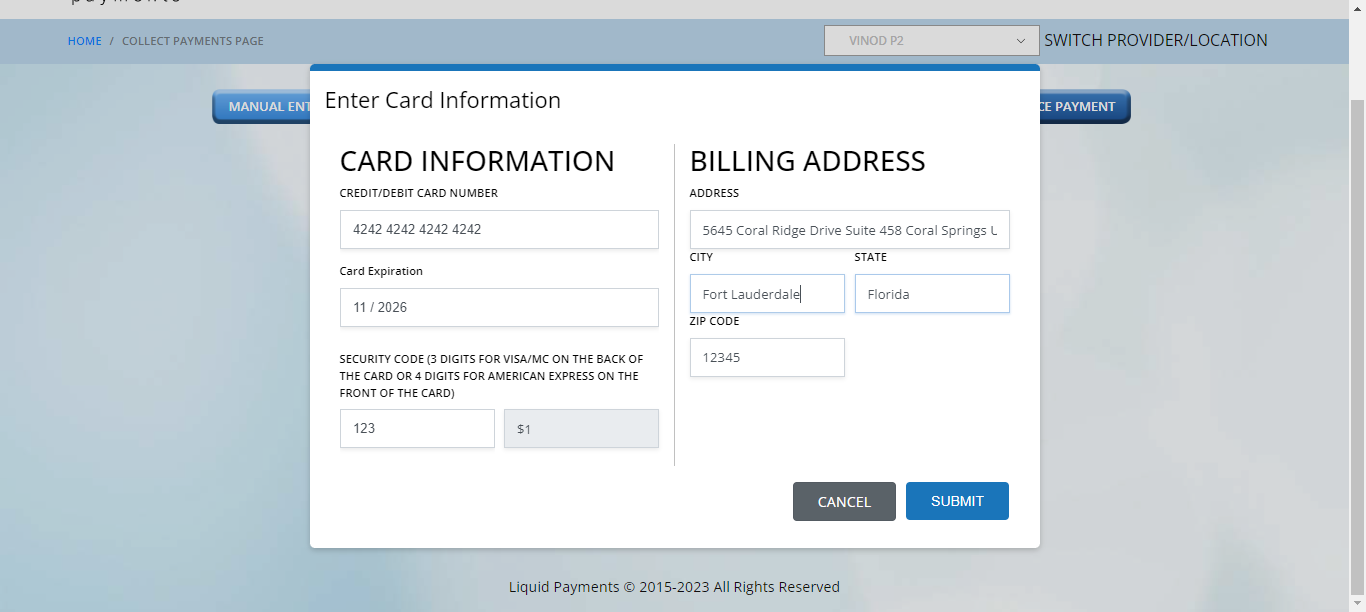 payments
HOME / COLLECT PAYMENTS PAGE
VINOD P2
SWITCH PROVIDER/LOCATION
MANUAL ENT
CE PAYMENT
Enter Card Information
CARD INFORMATION
CREDIT/DEBIT CARD NUMBER
4242 4242 4242 4242
Card Expiration
11 / 2026
SECURITY CODE (3 DIGITS FOR VISA/MC ON THE BACK OF
THE CARD OR 4 DIGITS FOR AMERICAN EXPRESS ON THE
FRONT OF THE CARD)
123
$1
BILLING ADDRESS
ADDRESS
5645 Coral Ridge Drive Suite 458 Coral Springs U
CITY
STATE
Fort Lauderdale
Florida
ZIP CODE
12345
CANCEL
SUBMIT
Liquid Payments © 2015-2023 All Rights Reserved